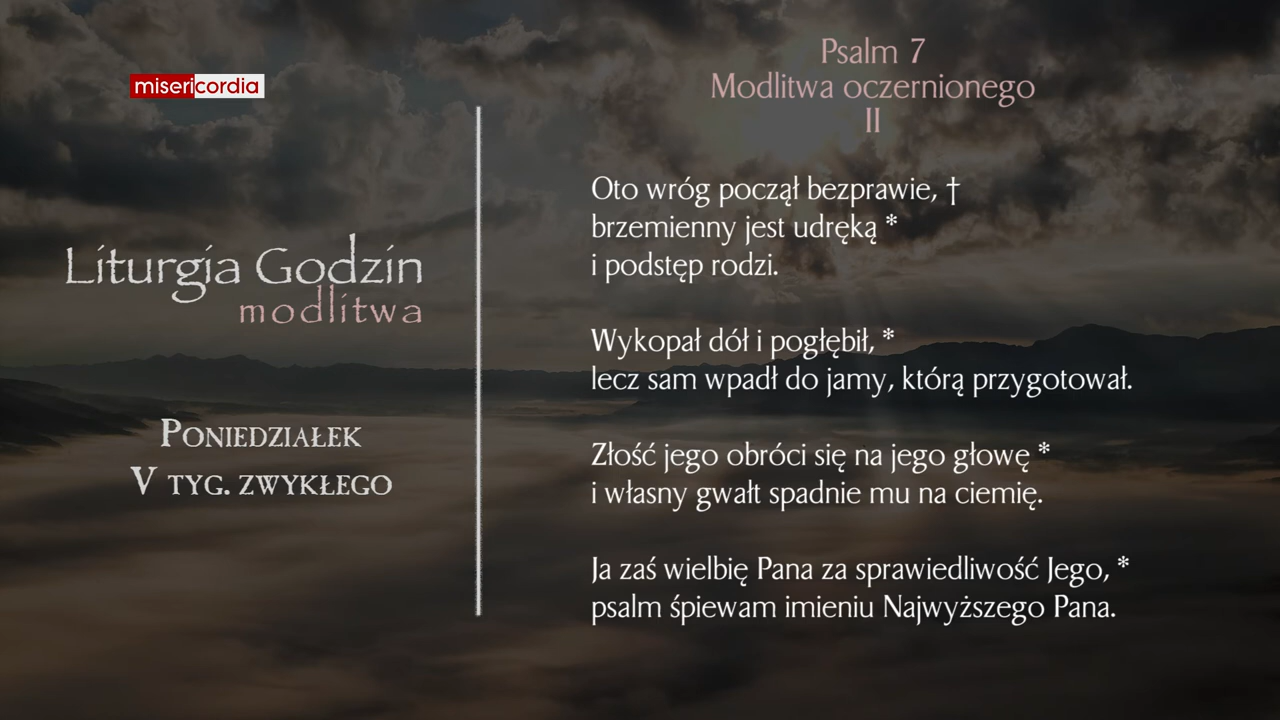 misericordia
Liturgia Godzin
modlitwa
Poniedziałek
V tyg. zwykłego
Psalm 7
Modlitwa oczernionego
II
Oto wróg począł bezprawie, †
brzemienny jest udręką *
i podstęp rodzi.
Wykopał dół i pogłębił, *
lecz sam wpadł do jamy, którą przygotował.
Złość jego obróci się na jego głowę *
i własny gwałt spadnie mu na ciemię.
Ja zaś wielbię Pana za sprawiedliwość Jego, *
psalm śpiewam imieniu Najwyższego Pana.